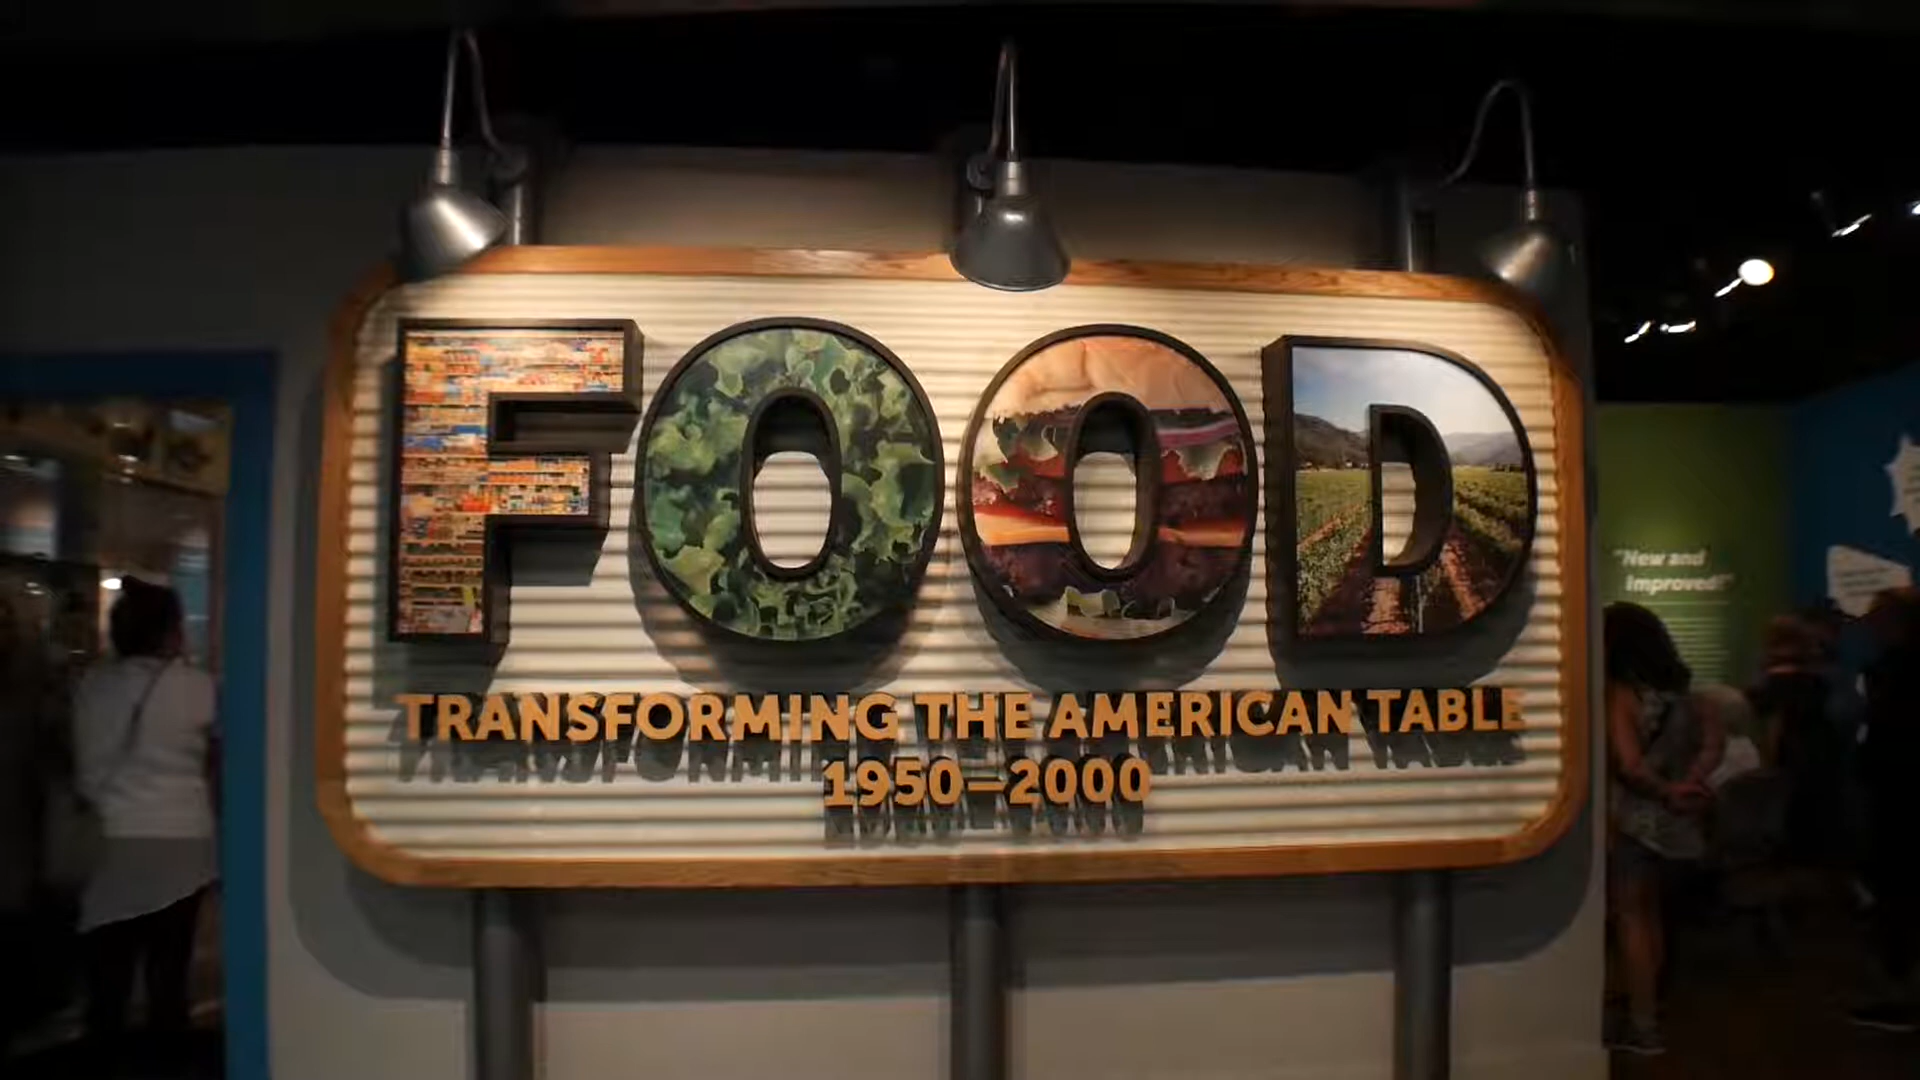 FOOD
TRANSFORMING THE AMERICAN TABLE
1950–2000
"New and
Improved!"